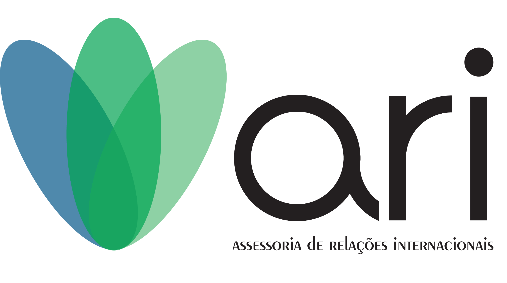 ari
ASSESSORIA de RELAÇÕES INTERNACIONAIS